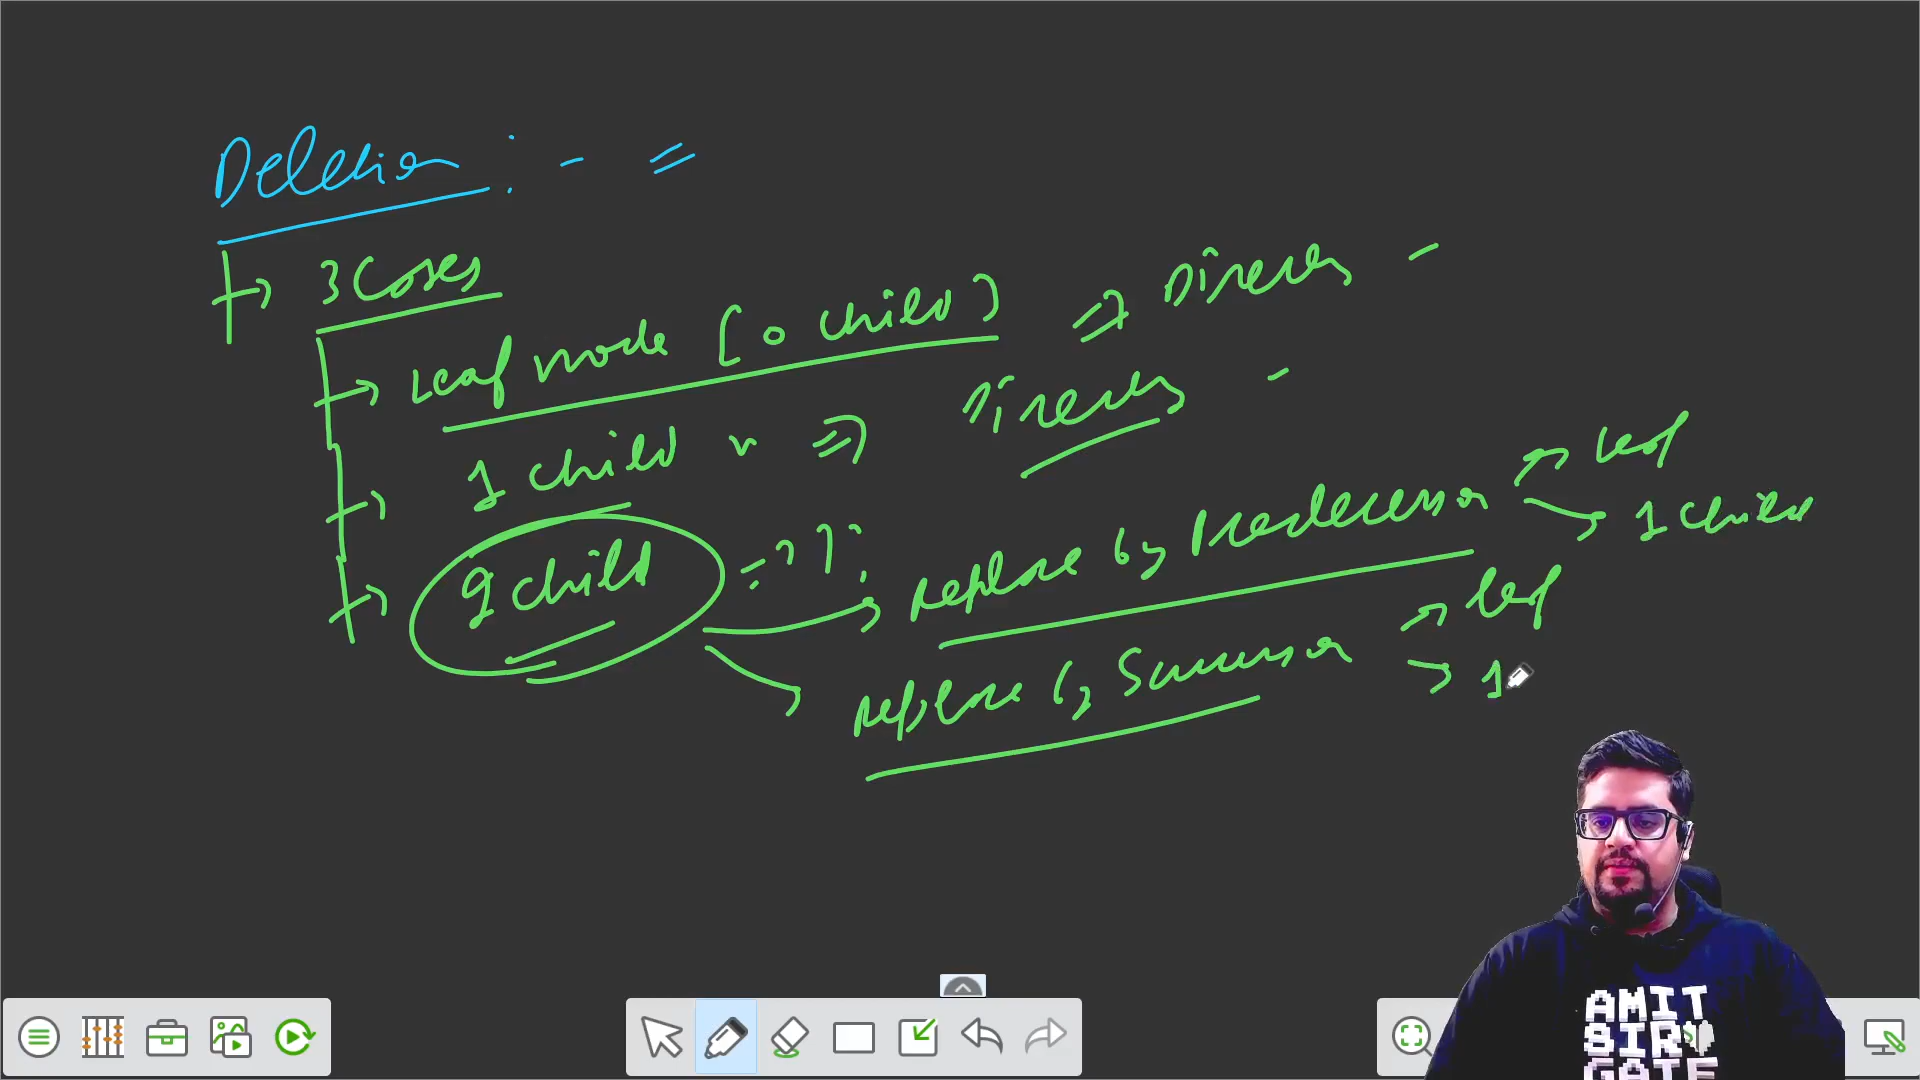 Deletion :- =
3 Cases
Leaf node [0 child] => Directly -
1 child => Directly -
2 child => ??:
replace by Predecessor
leaf
1 child
replace by Successor
leaf
1
AMIT
SIR
GATE